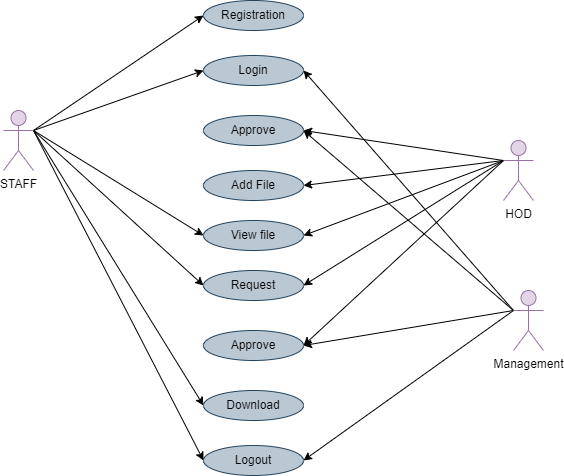 Registration
Login
Approve
Add File
View file
Request
Approve
Download
Logout
STAFF
HOD
Management